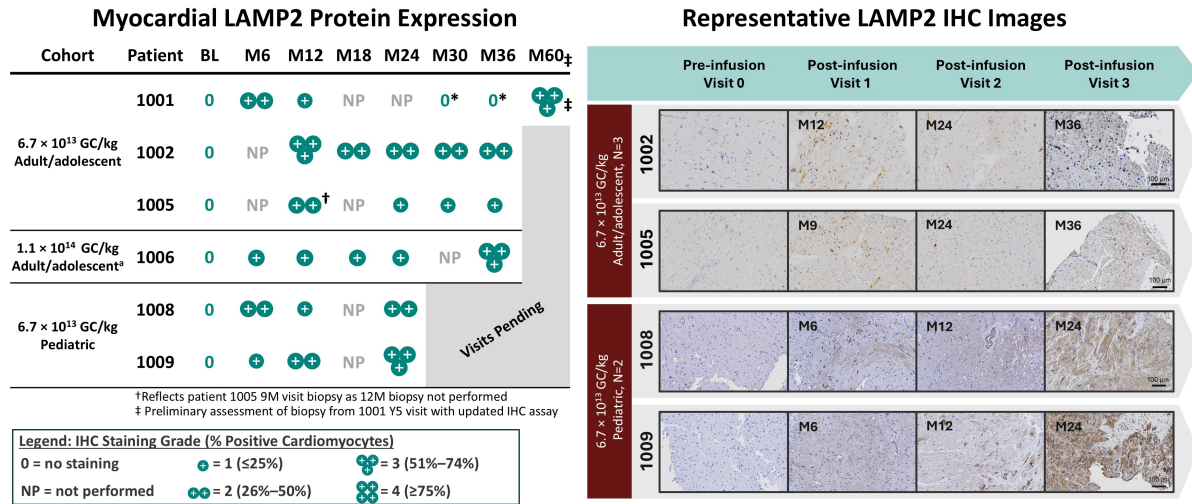 Myocardial LAMP2 Protein Expression
Cohort Patient BL M6 M12 M18 M24 M30 M36 M60‡
6.7 × 10¹³ GC/kg
Adult/adolescent
1001 0 ++ + NP NP 0* 0* +++ ‡
1002 0 NP +++ ++ ++ ++ ++
1005 0 NP ++† NP + + +
1.1 × 10¹⁴ GC/kg
Adult/adolescentᵃ
1006 0 + + + + NP +++
6.7 × 10¹³ GC/kg
Pediatric
1008 0 ++ + NP ++
1009 0 + ++ NP +++
Visits Pending
†Reflects patient 1005 9M visit biopsy as 12M biopsy not performed
‡ Preliminary assessment of biopsy from 1001 Y5 visit with updated IHC assay
Legend: IHC Staining Grade (% Positive Cardiomyocytes)
0 = no staining + = 1 (≤25%) +++ = 3 (51%–74%)
NP = not performed ++ = 2 (26%–50%) ++++ = 4 (≥75%)
Representative LAMP2 IHC Images
Pre-infusion
Visit 0
Post-infusion
Visit 1
Post-infusion
Visit 2
Post-infusion
Visit 3
6.7 × 10¹³ GC/kg
Adult/adolescent, N=3
1002
M12 M24 M36
100 µm
1005
M9 M24 M36
100 µm
6.7 × 10¹³ GC/kg
Pediatric, N=2
1008
M6 M12 M24
100 µm
1009
M6 M12 M24
100 µm